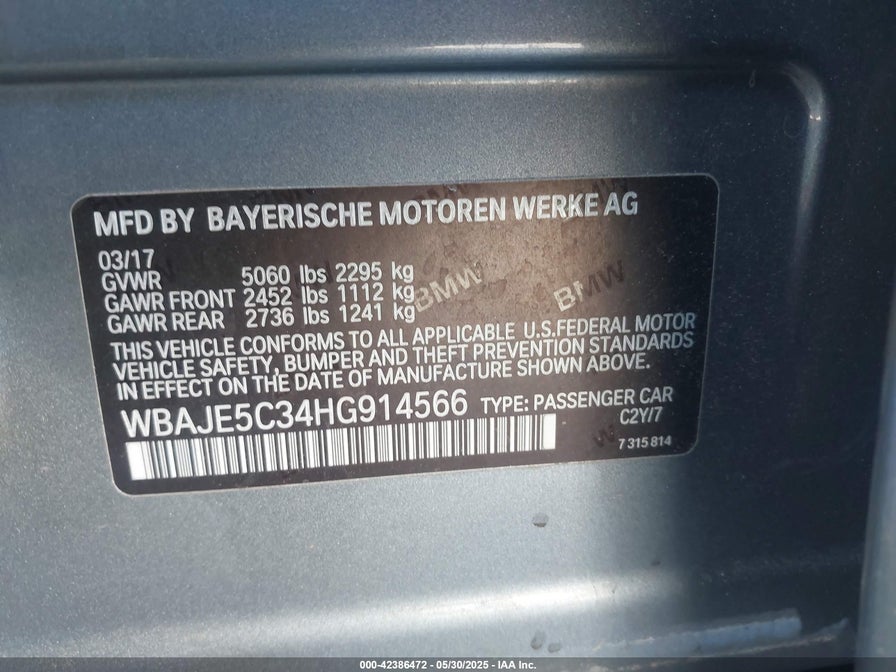 MFD BY BAYERISCHE MOTOREN WERKE AG
03/17
GVWR 5060 lbs 2295 kg
GAWR FRONT 2452 lbs 1112 kg
GAWR REAR 2736 lbs 1241 kg
THIS VEHICLE CONFORMS TO ALL APPLICABLE U.S.FEDERAL MOTOR
VEHICLE SAFETY, BUMPER AND THEFT PREVENTION STANDARDS
IN EFFECT ON THE DATE OF MANUFACTURE SHOWN ABOVE.
WBAJE5C34HG914566 TYPE: PASSENGER CAR
C2Y/7
7 315 814
BMW
BMW
000-42386472 — 05/30/2025 — IAA Inc.